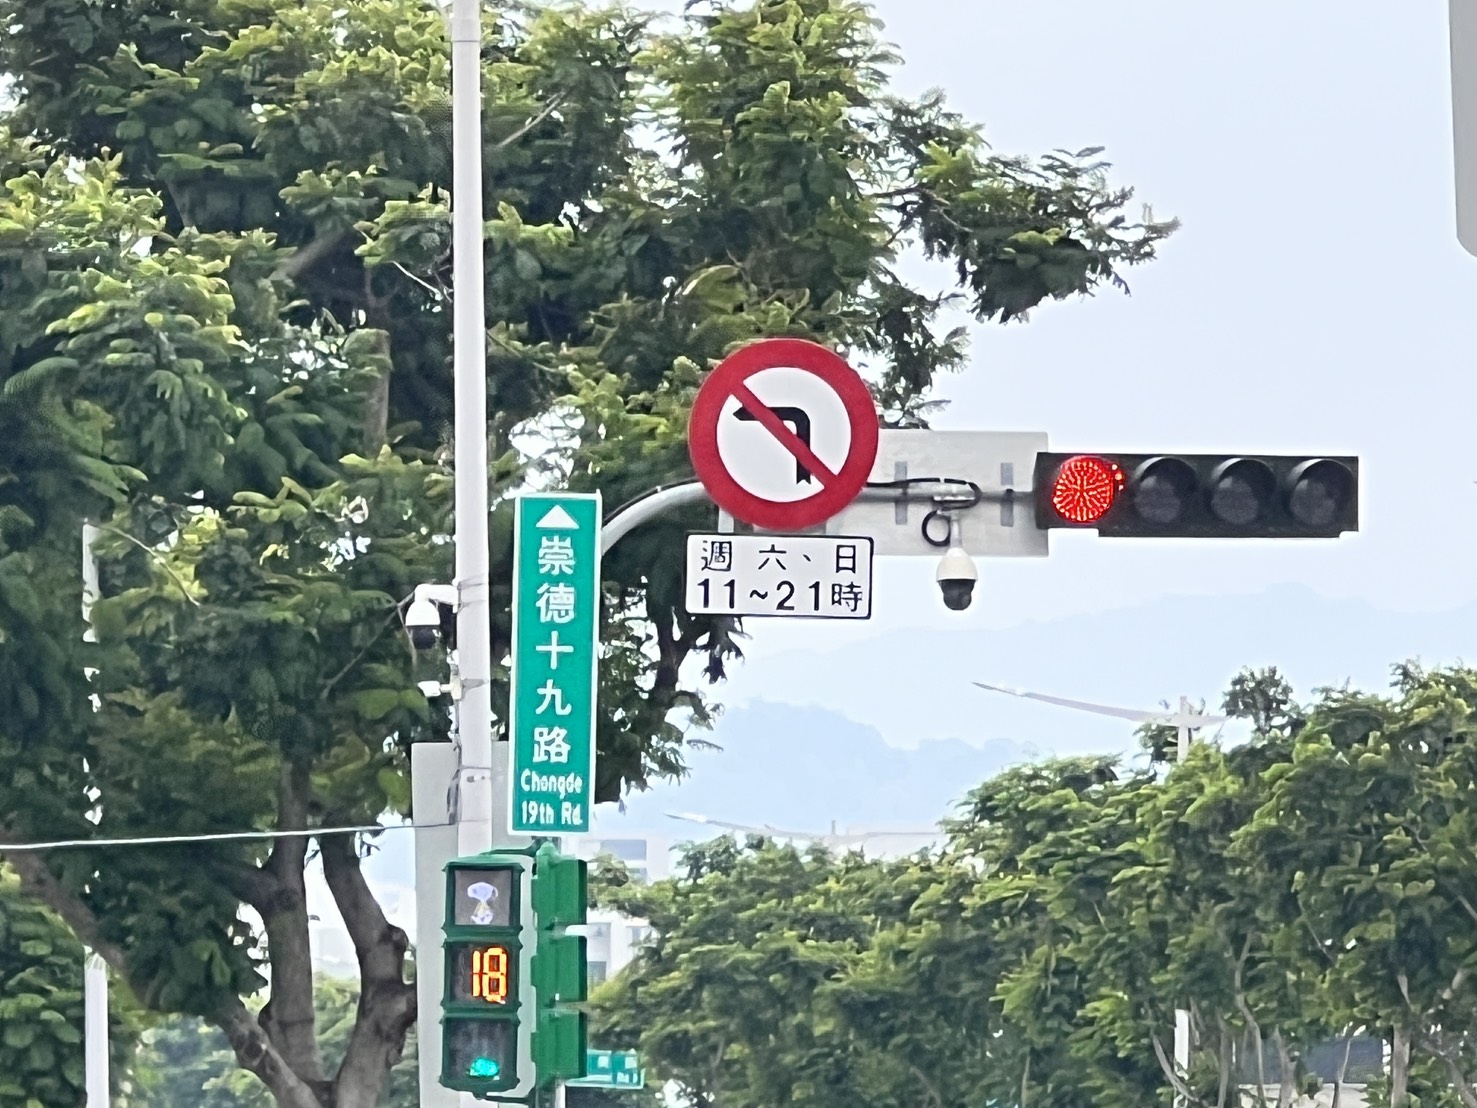 週六、日
11~21時
崇德十九路
Chongde
19th Rd.
18